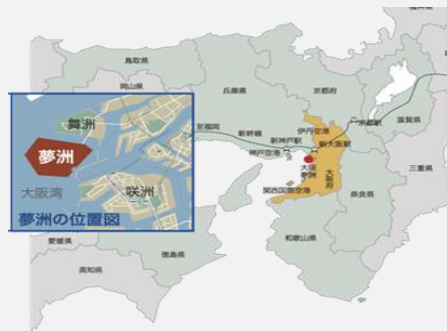 鳥取県
岡山県
兵庫県
京都府
滋賀県
京都駅
伊丹空港
新大阪駅
至福岡
新幹線
新神戸駅
神戸空港
大阪
夢洲
大阪府
関西国際空港
奈良県
三重県
和歌山県
徳島県
愛媛県
高知県
舞洲
夢洲
咲洲
大阪湾
夢洲の位置図